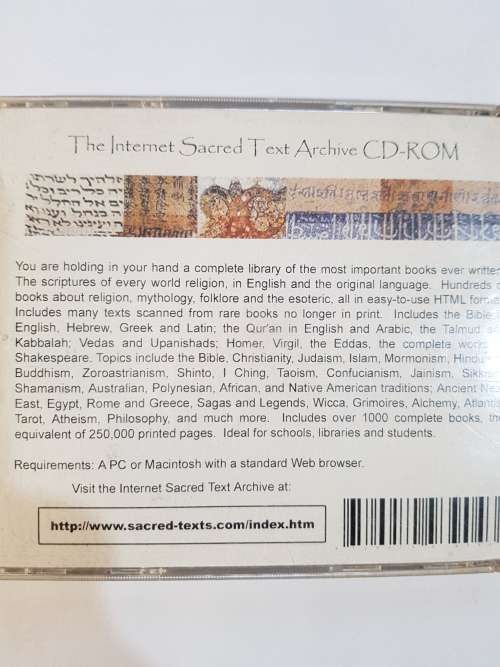 The Internet Sacred Text Archive CD-ROM
You are holding in your hand a complete library of the most important books ever
The scriptures of every world religion, in English and the original language. Hundreds
books about religion, mythology, folklore and the esoteric, all in easy-to-use HTML
Includes many texts scanned from rare books no longer in print. Includes the Bible
English, Hebrew, Greek and Latin; the Qur'an in English and Arabic, the Talmud
Kabbalah; Vedas and Upanishads; Homer, Virgil, the Eddas, the complete
Shakespeare. Topics include the Bible, Christianity, Judaism, Islam, Mormonism,
Buddhism, Zoroastrianism, Shinto, I Ching, Taoism, Confucianism, Jainism,
Shamanism, Australian, Polynesian, African, and Native American traditions; Ancient
East, Egypt, Rome and Greece, Sagas and Legends, Wicca, Grimoires, Alchemy,
Tarot, Atheism, Philosophy, and much more. Includes over 1000 complete books,
equivalent of 250,000 printed pages. Ideal for schools, libraries and students.
Requirements: A PC or Macintosh with a standard Web browser.
Visit the Internet Sacred Text Archive at:
http://www.sacred-texts.com/index.htm